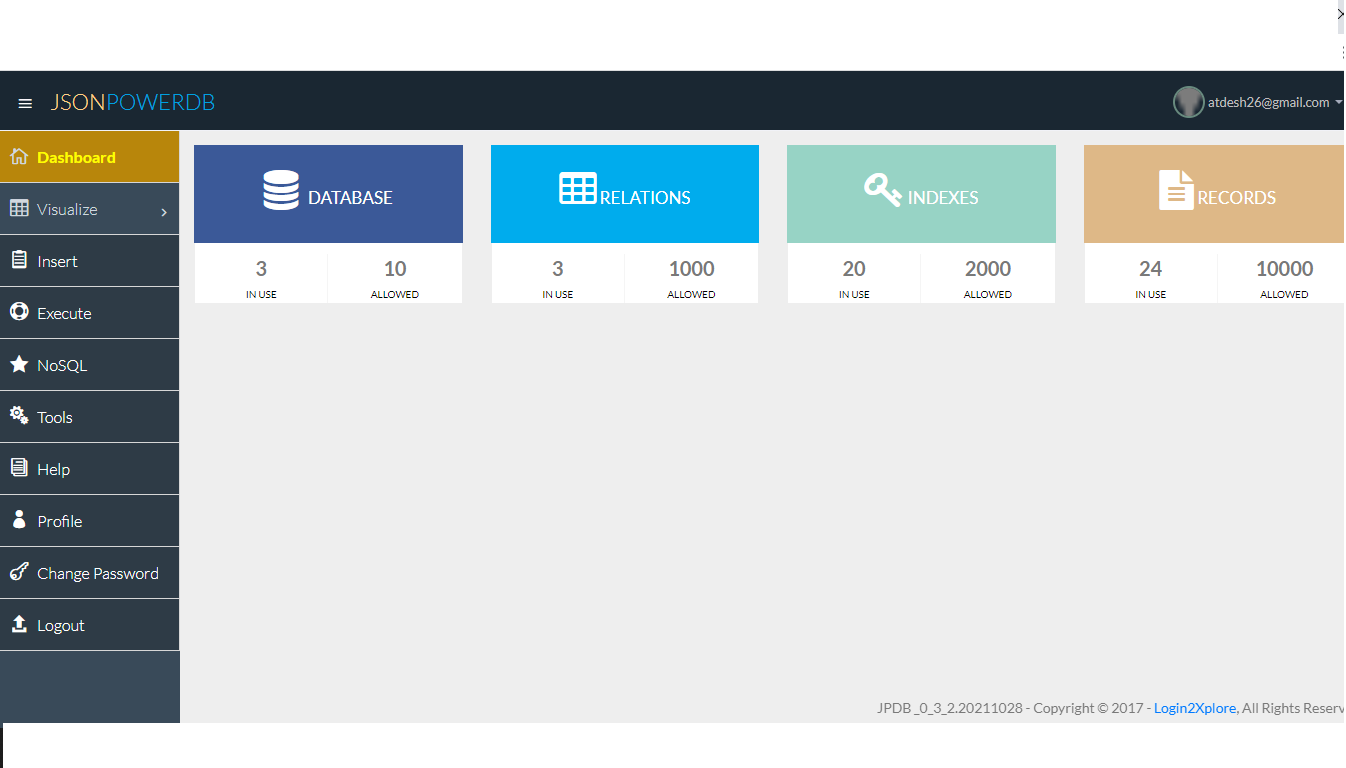 JSONPOWERDB
atdesh26@gmail.com
Dashboard
Visualize
Insert
Execute
NoSQL
Tools
Help
Profile
Change Password
Logout
DATABASE
3
10
IN USE
ALLOWED
RELATIONS
3
1000
IN USE
ALLOWED
INDEXES
20
2000
IN USE
ALLOWED
RECORDS
24
10000
IN USE
ALLOWED
JPDB_0_3_2.20211028 - Copyright © 2017 - Login2Xplore, All Rights Reserv